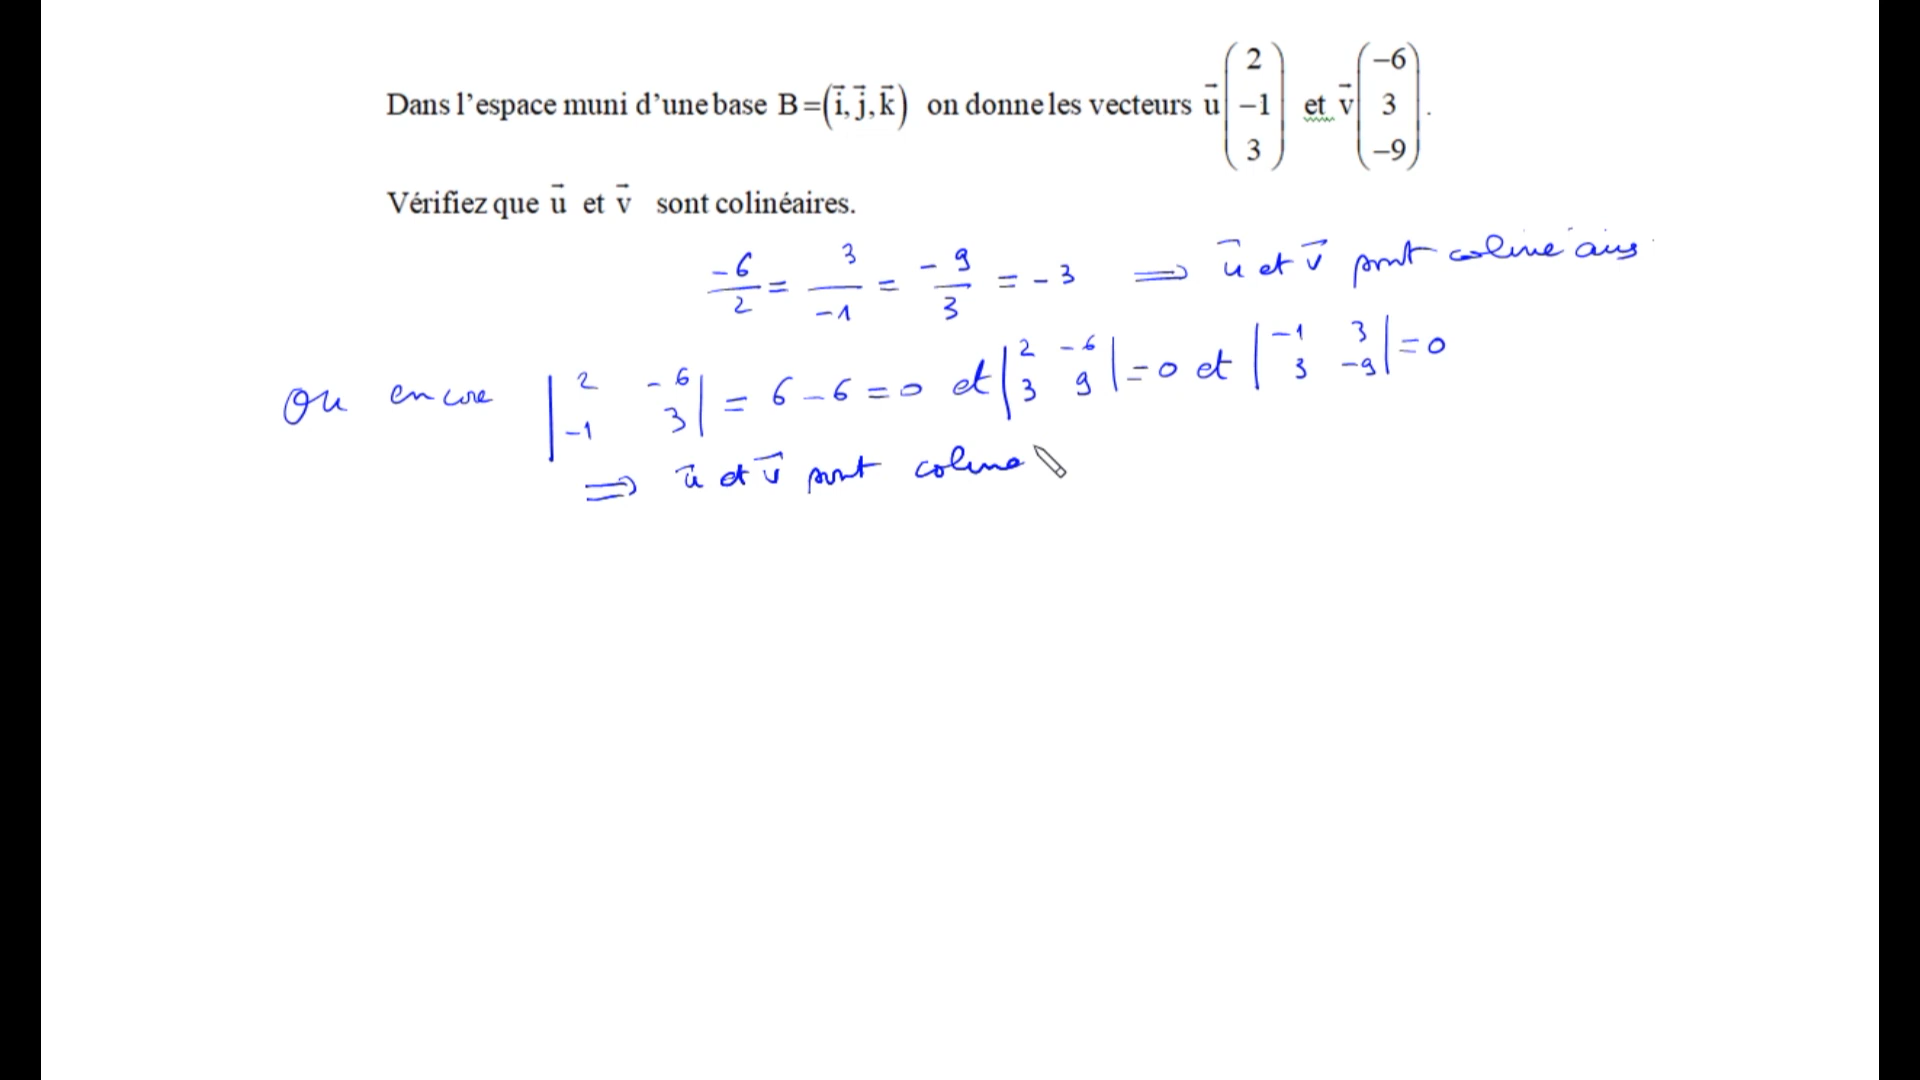 Dans l'espace muni d'une base B=(i⃗, j⃗, k⃗) on donne les vecteurs u⃗ (2 −1 3) et v⃗ (−6 3 −9).
Vérifiez que u⃗ et v⃗ sont colinéaires.
-6/2 = 3/-1 = -9/3 = -3 ⟹ u⃗ et v⃗ sont colinéaires
Ou encore |2 -6; -1 3| = 6-6=0 et |2 -6; 3 9| =0 et |-1 3; 3 -9| =0
⟹ u⃗ et v⃗ sont coline